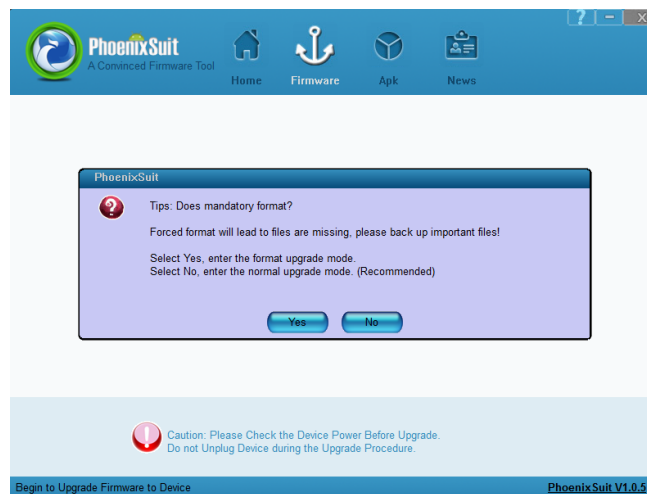 PhoenixSuit
A Convinced Firmware Tool
Home
Firmware
Apk
News
?
PhoenixSuit
Tips: Does mandatory format?
Forced format will lead to files are missing, please back up important files!
Select Yes, enter the format upgrade mode.
Select No, enter the normal upgrade mode. (Recommended)
Yes
No
Caution: Please Check the Device Power Before Upgrade.
Do not Unplug Device during the Upgrade Procedure.
Begin to Upgrade Firmware to Device
PhoenixSuit V1.0.5